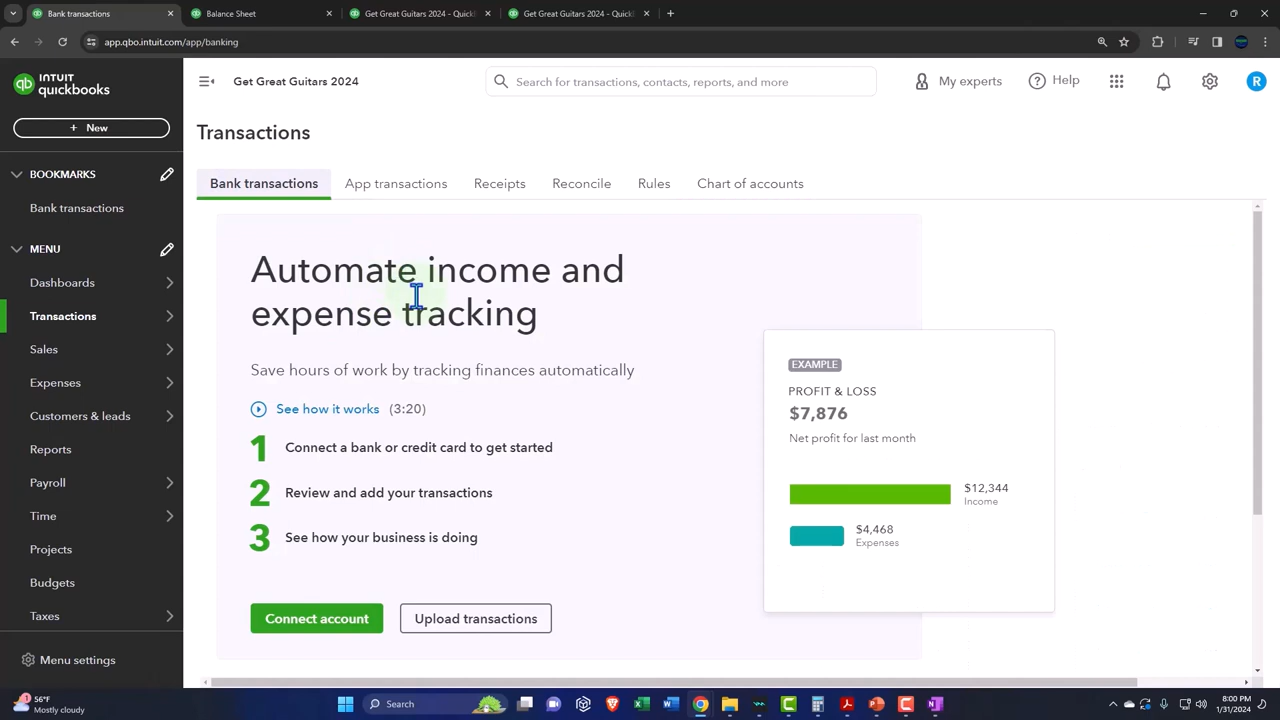 Bank transactions
Balance Sheet
Get Great Guitars 2024 - Quick
Get Great Guitars 2024 - Quick
app.qbo.intuit.com/app/banking
INTUIT
quickbooks
Get Great Guitars 2024
Search for transactions, contacts, reports, and more
My experts
Help
R
+ New
Transactions
BOOKMARKS
Bank transactions
App transactions
Receipts
Reconcile
Rules
Chart of accounts
Bank transactions
MENU
Dashboards
Transactions
Sales
Expenses
Customers & leads
Reports
Payroll
Time
Projects
Budgets
Taxes
Menu settings
Automate income and
expense tracking
Save hours of work by tracking finances automatically
See how it works (3:20)
1 Connect a bank or credit card to get started
2 Review and add your transactions
3 See how your business is doing
Connect account
Upload transactions
EXAMPLE
PROFIT & LOSS
$7,876
Net profit for last month
$12,344
Income
$4,468
Expenses
56°F
Mostly cloudy
Search
8:00 PM
1/31/2024